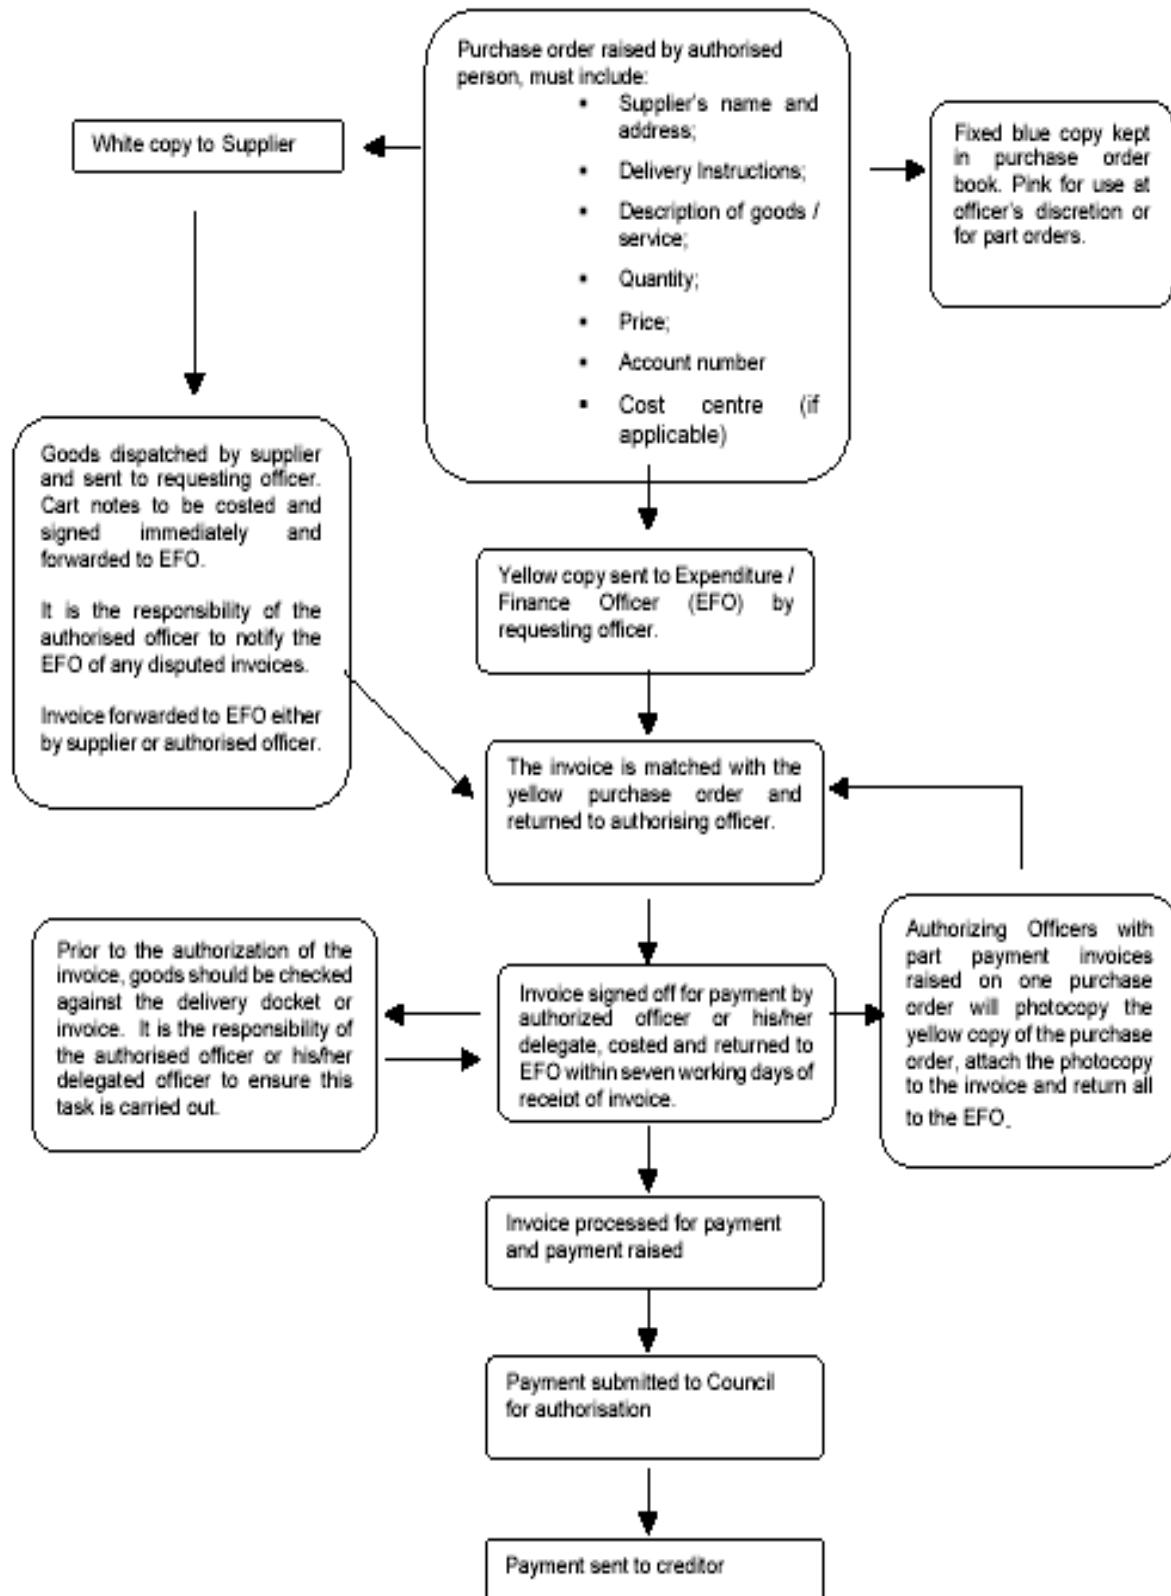 Purchase order raised by authorised
person, must include:
▪ Supplier's name and
address;
▪ Delivery Instructions;
▪ Description of goods /
service;
▪ Quantity;
▪ Price;
▪ Account number
▪ Cost centre (if
applicable)
White copy to Supplier
Fixed blue copy kept
in purchase order
book. Pink for use at
officer's discretion or
for part orders.
Goods dispatched by supplier
and sent to requesting officer.
Cart notes to be costed and
signed immediately and
forwarded to EFO.
It is the responsibility of the
authorised officer to notify the
EFO of any disputed invoices.
Invoice forwarded to EFO either
by supplier or authorised officer.
Yellow copy sent to Expenditure /
Finance Officer (EFO) by
requesting officer.
The invoice is matched with the
yellow purchase order and
returned to authorising officer.
Prior to the authorization of the
invoice, goods should be checked
against the delivery docket or
invoice. It is the responsibility of
the authorised officer or his/her
delegated officer to ensure this
task is carried out.
Invoice signed off for payment by
authorized officer or his/her
delegate, costed and returned to
EFO within seven working days of
receipt of invoice.
Authorizing Officers with
part payment invoices
raised on one purchase
order will photocopy the
yellow copy of the purchase
order, attach the photocopy
to the invoice and return all
to the EFO.
Invoice processed for payment
and payment raised
Payment submitted to Council
for authorisation
Payment sent to creditor